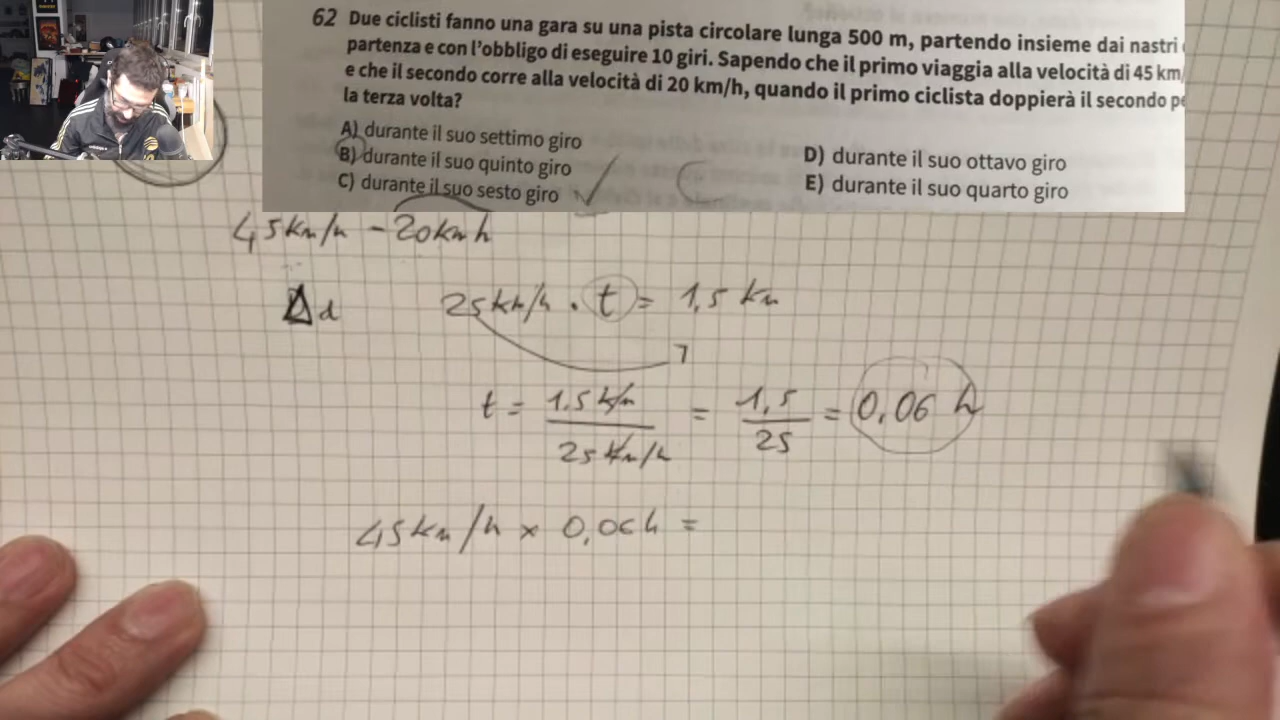 62 Due ciclisti fanno una gara su una pista circolare lunga 500 m, partendo insieme dai nastri
partenza e con l'obbligo di eseguire 10 giri. Sapendo che il primo viaggia alla velocità di 45 km/
e che il secondo corre alla velocità di 20 km/h, quando il primo ciclista doppierà il secondo pe
la terza volta?
A) durante il suo settimo giro
B) durante il suo quinto giro
C) durante il suo sesto giro
D) durante il suo ottavo giro
E) durante il suo quarto giro
45km/h - 20km h
Δd 25km/h · t = 1,5 km
t = 1.5 km / 25 km/h = 1,5 / 25 = 0,06 h
45km/h × 0,06h =